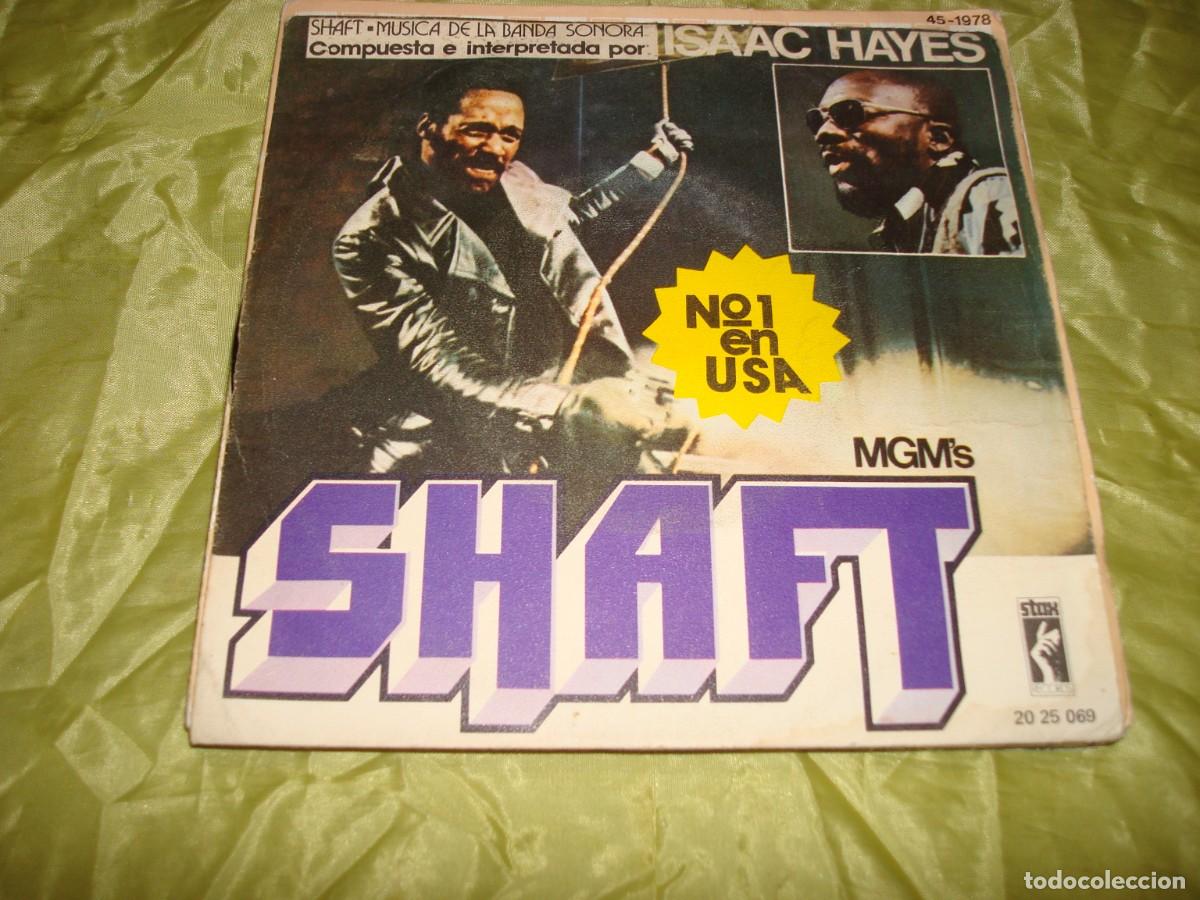 45-1978
SHAFT ▪ MUSICA DE LA BANDA SONORA
Compuesta e interpretada por:
ISAAC HAYES
Nº1
en
USA
MGM's
SHAFT
stax
RECORDS
20 25 069
todocoleccion